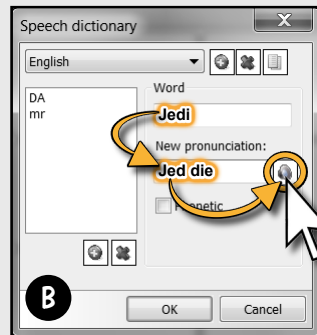 Speech dictionary
English
DA
mr
Word
Jedi
New pronunciation:
Jed die
Phonetic
B
OK
Cancel